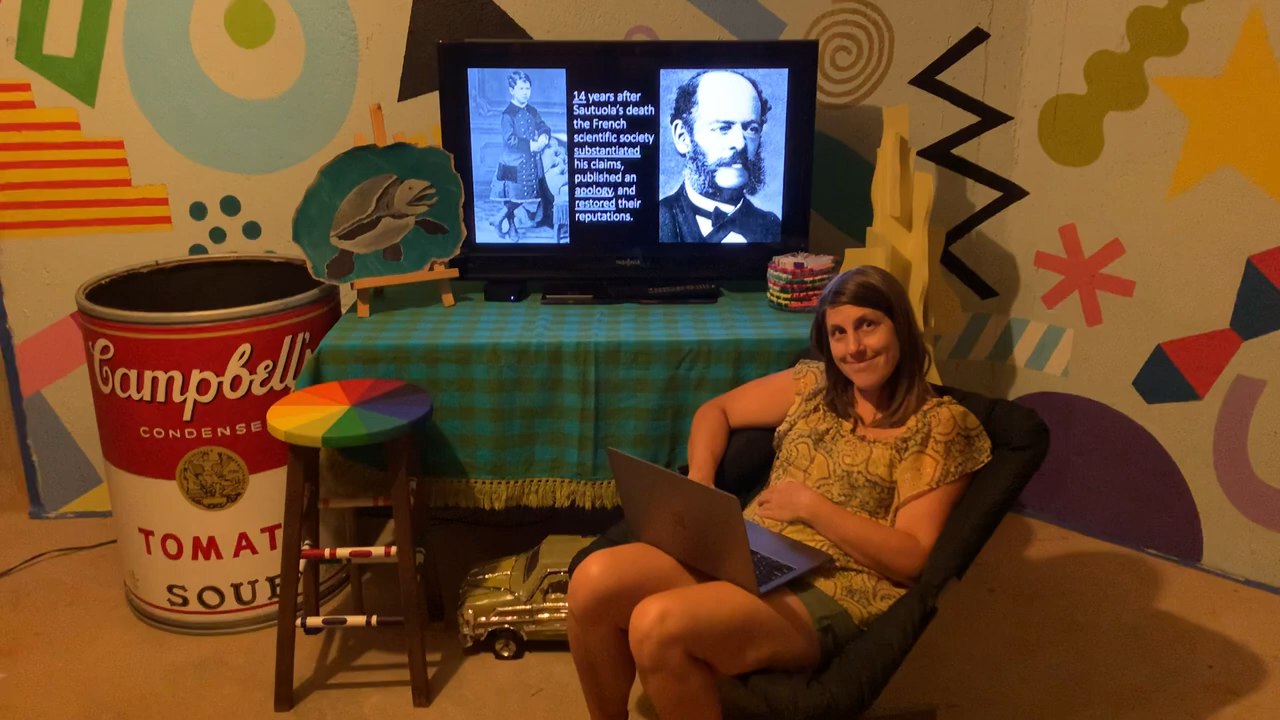 14 years after
Sautuola's death
the French
scientific society
substantiated
his claims,
published an
apology, and
restored their
reputations.
Campbell's
CONDENSE
TOMAT
SOUP